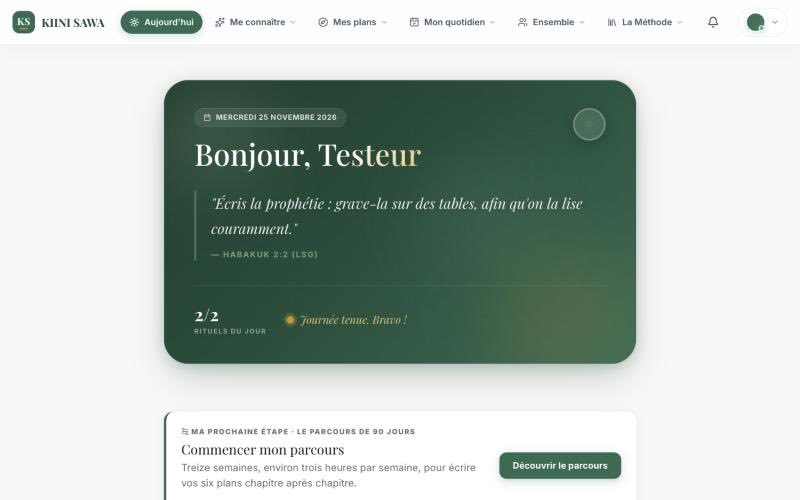 KS KIINI SAWA
Aujourd'hui
Me connaître
Mes plans
Mon quotidien
Ensemble
La Méthode
MERCREDI 25 NOVEMBRE 2026
Bonjour, Testeur
"Écris la prophétie : grave-la sur des tables, afin qu'on la lise
couramment."
— HABAKUK 2:2 (LSG)
2/2
RITUELS DU JOUR
Journée tenue. Bravo !
MA PROCHAINE ÉTAPE · LE PARCOURS DE 90 JOURS
Commencer mon parcours
Treize semaines, environ trois heures par semaine, pour écrire
vos six plans chapitre après chapitre.
Découvrir le parcours